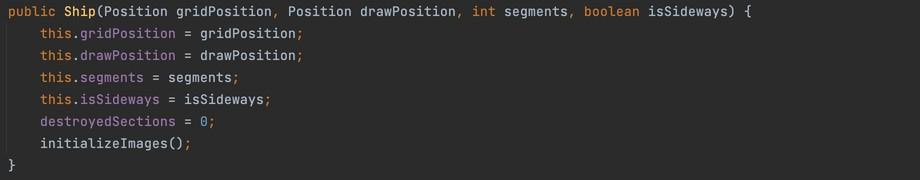 public Ship(Position gridPosition, Position drawPosition, int segments, boolean isSideways) {
    this.gridPosition = gridPosition;
    this.drawPosition = drawPosition;
    this.segments = segments;
    this.isSideways = isSideways;
    destroyedSections = 0;
    initializeImages();
}